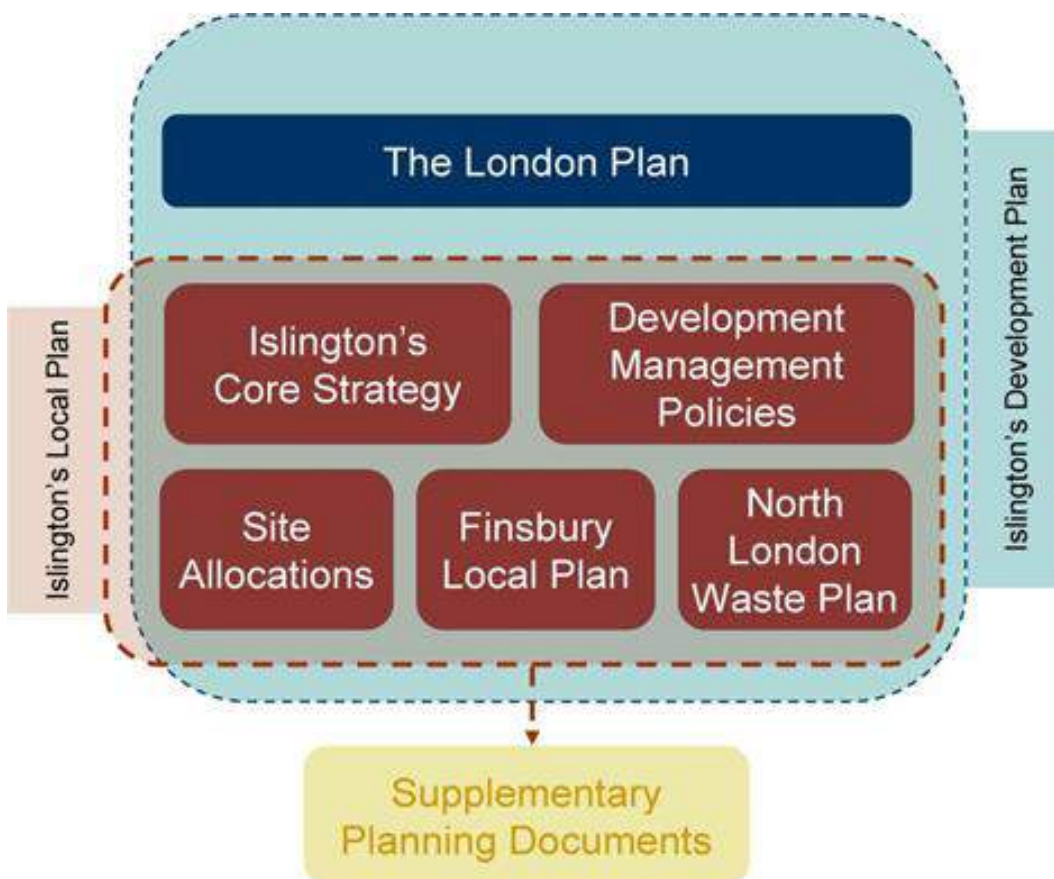 The London Plan
Islington's Local Plan
Islington's Development Plan
Islington's
Core Strategy
Development
Management
Policies
Site
Allocations
Finsbury
Local Plan
North
London
Waste Plan
Supplementary
Planning Documents